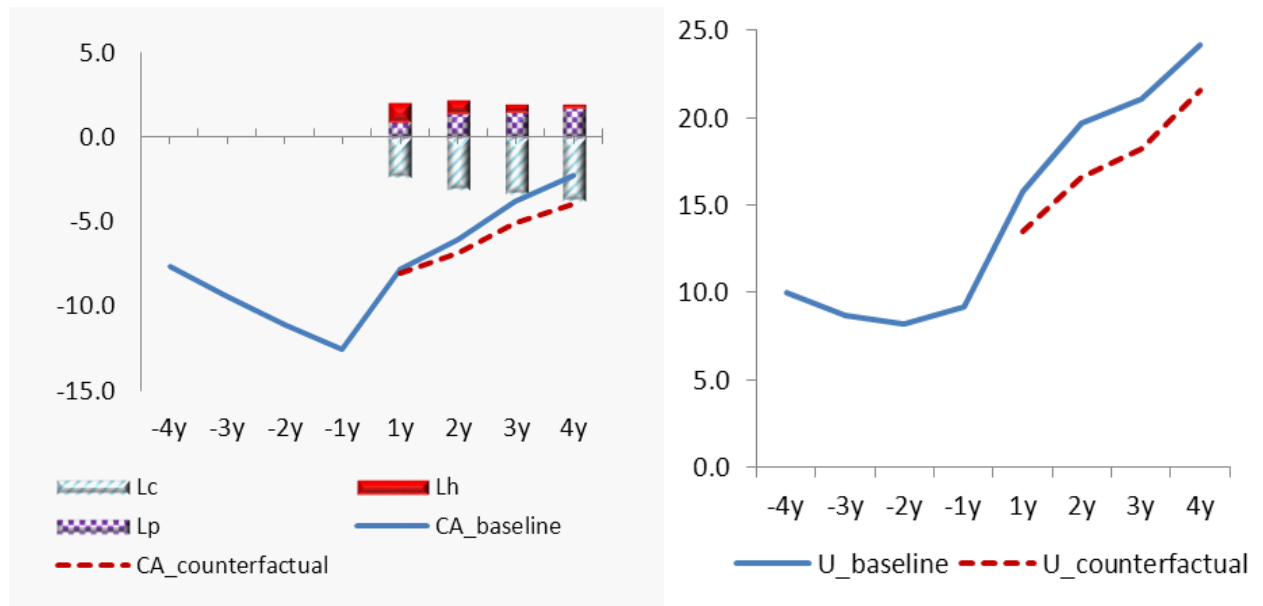 5.0
0.0
-5.0
-10.0
-15.0
-4y -3y -2y -1y 1y 2y 3y 4y
Lc Lh
Lp CA_baseline
CA_counterfactual
25.0
20.0
15.0
10.0
5.0
0.0
-4y -3y -2y -1y 1y 2y 3y 4y
U_baseline U_counterfactual